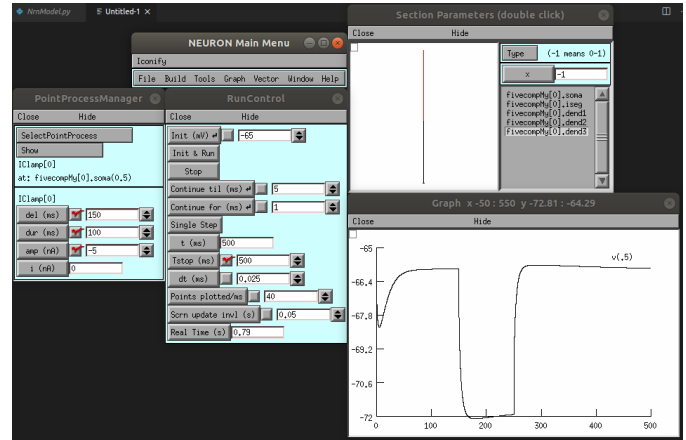 NrnModel.py
Untitled-1 ×
NEURON Main Menu
Iconify
File Build Tools Graph Vector Window Help
PointProcessManager
Close Hide
SelectPointProcess
Show
IClamp[0]
at: fivecompMy[0].soma(0.5)
IClamp[0]
del (ms) 150
dur (ms) 100
amp (nA) -5
i (nA) 0
RunControl
Close Hide
Init (mV) -65
Init & Run
Stop
Continue til (ms) 5
Continue for (ms) 1
Single Step
t (ms) 500
Tstop (ms) 500
dt (ms) 0.025
Points plotted/ms 40
Scrn update invl (s) 0.05
Real Time (s) 0.79
Section Parameters (double click)
Close Hide
Type (-1 means 0-1)
x -1
fivecompMy[0].soma
fivecompMy[0].iseg
fivecompMy[0].dend1
fivecompMy[0].dend2
fivecompMy[0].dend3
Graph x -50 : 550 y -72.81 : -64.29
Close Hide
-65
v(.5)
-66.4
-67.8
-69.2
-70.6
-72
0 100 200 300 400 500